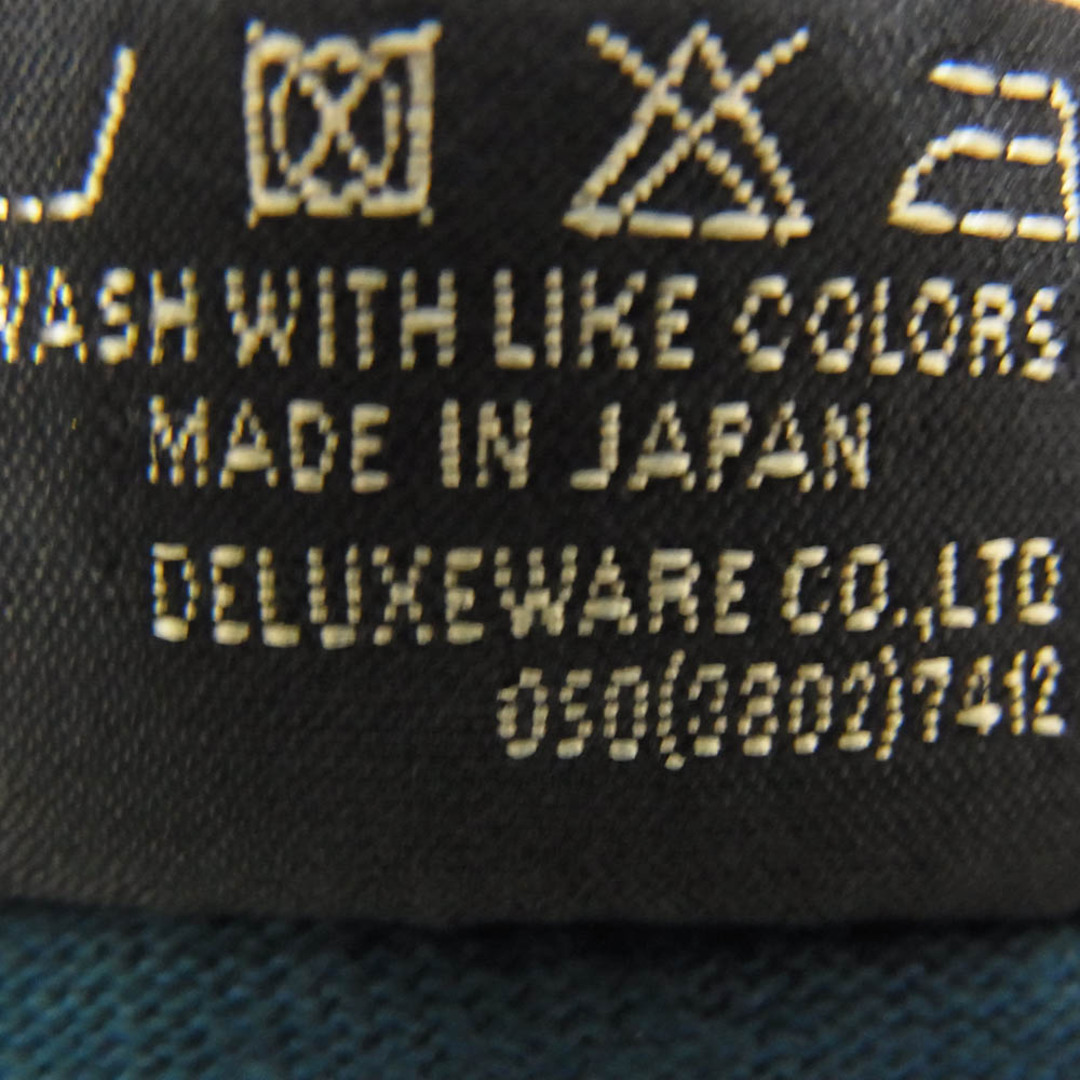 WASH WITH LIKE COLORS
MADE IN JAPAN
DELUXEWARE CO.,LTD
050(3802)7412